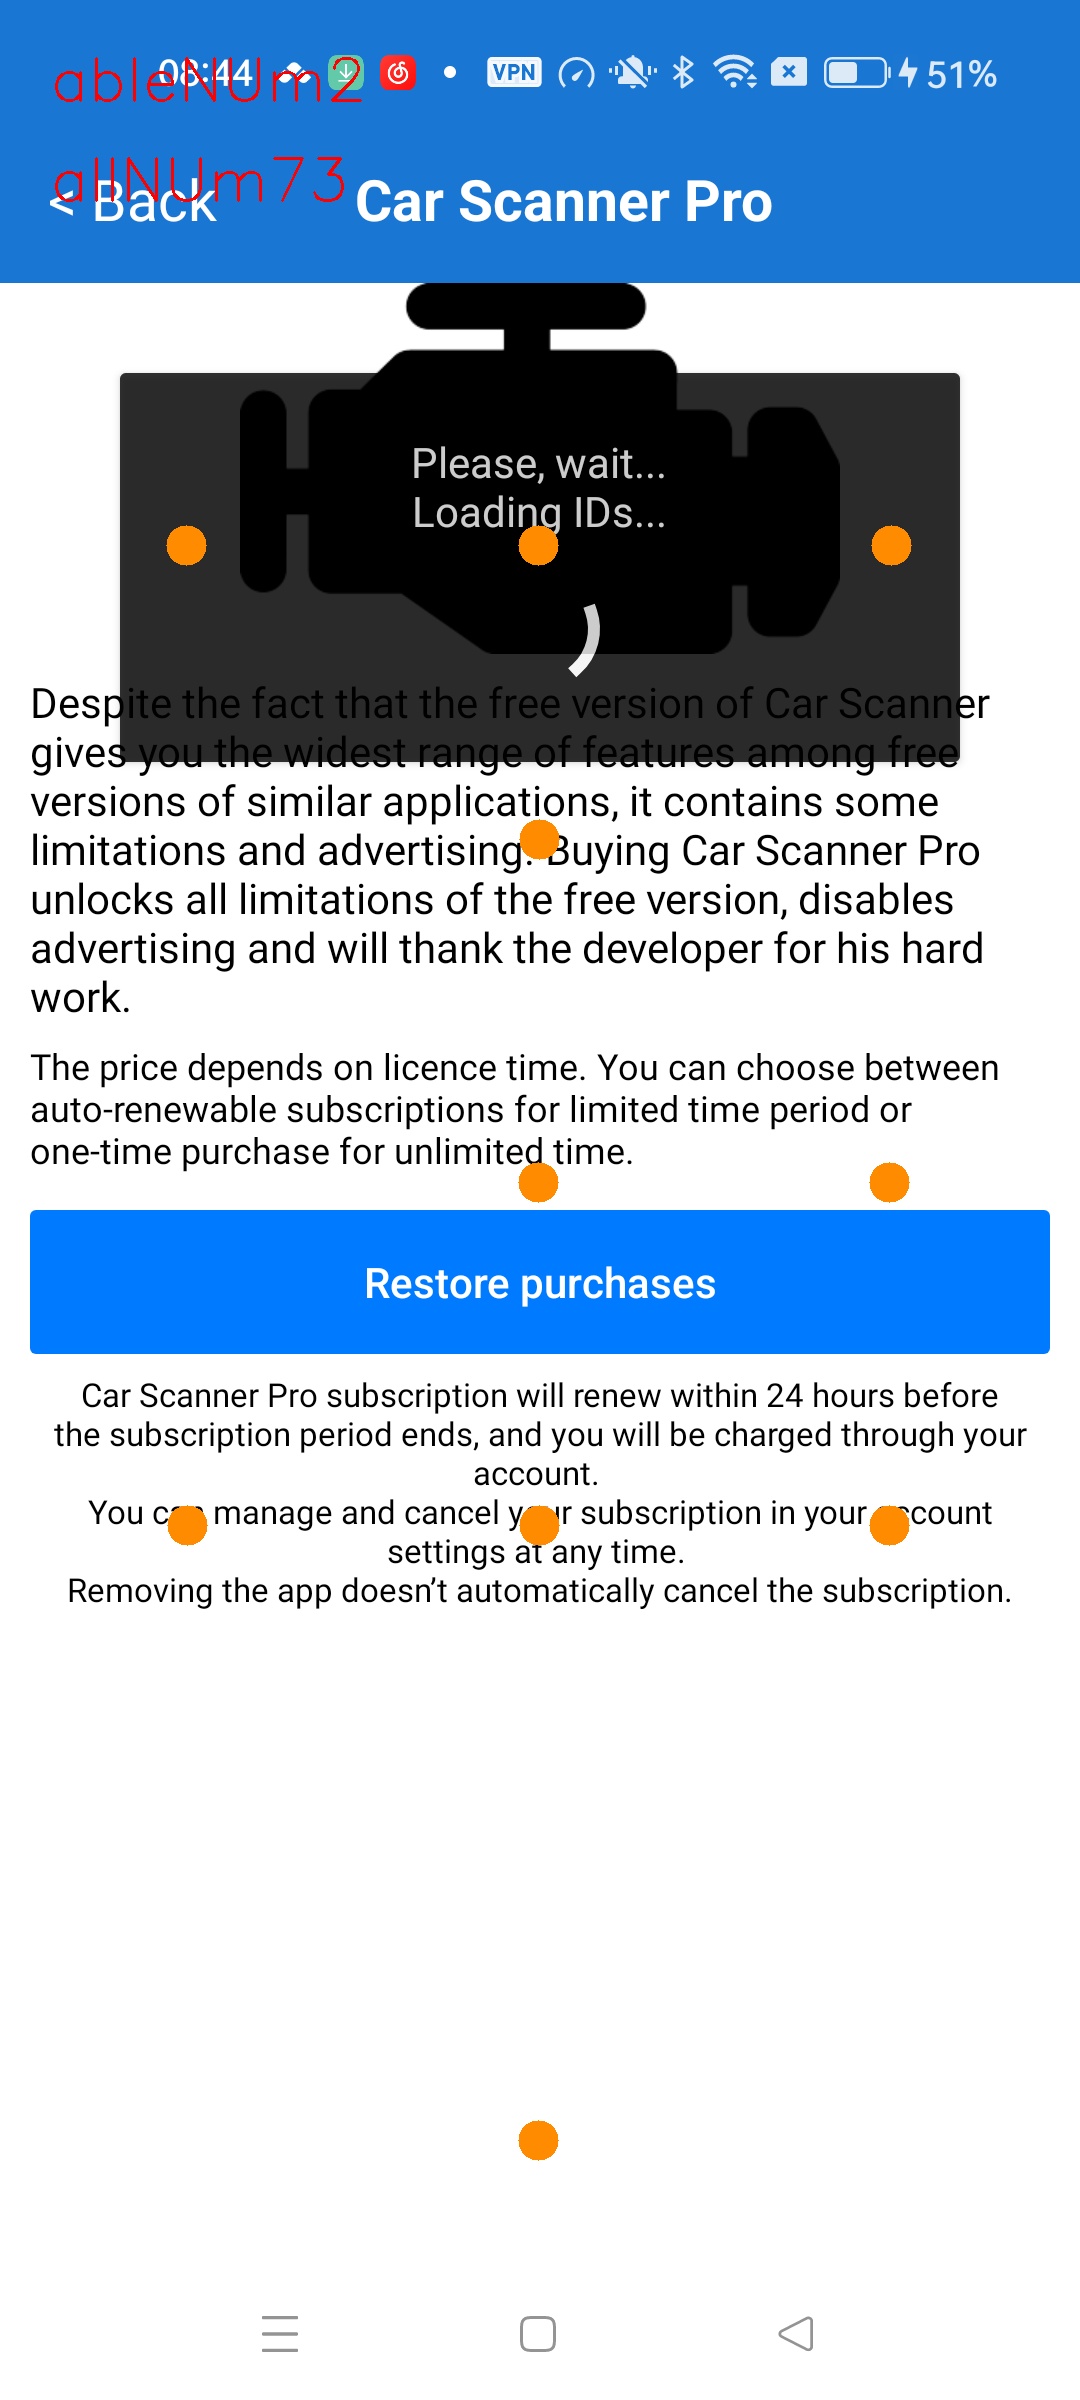 ableNUm2
08:44
VPN
51%
allNUm73
< Back
Car Scanner Pro
Please, wait...
Loading IDs...
Despite the fact that the free version of Car Scanner
gives you the widest range of features among free
versions of similar applications, it contains some
limitations and advertising. Buying Car Scanner Pro
unlocks all limitations of the free version, disables
advertising and will thank the developer for his hard
work.
The price depends on licence time. You can choose between
auto-renewable subscriptions for limited time period or
one-time purchase for unlimited time.
Restore purchases
Car Scanner Pro subscription will renew within 24 hours before
the subscription period ends, and you will be charged through your
account.
You can manage and cancel your subscription in your account
settings at any time.
Removing the app doesn't automatically cancel the subscription.